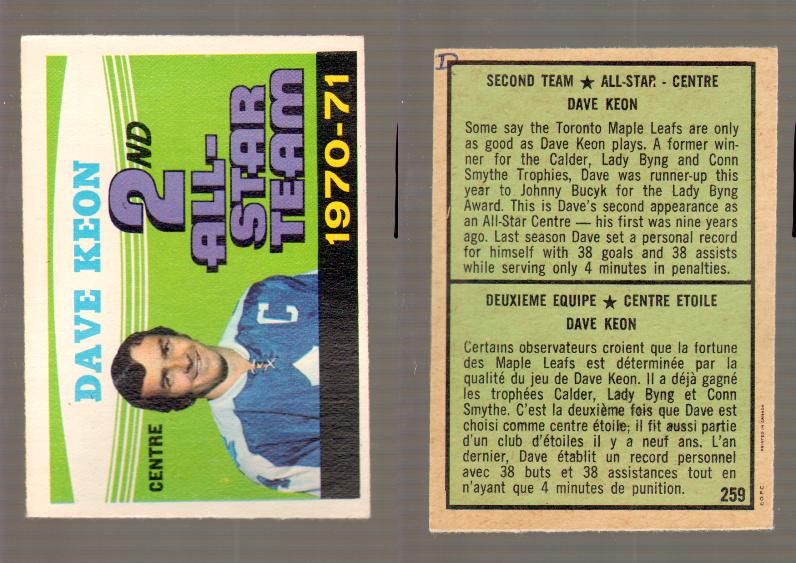 DAVE KEON
2ND
ALL-
STAR
TEAM
1970-71
CENTRE
C
D
SECOND TEAM ★ ALL-STAR - CENTRE
DAVE KEON
Some say the Toronto Maple Leafs are only
as good as Dave Keon plays. A former win-
ner for the Calder, Lady Byng and Conn
Smythe Trophies, Dave was runner-up this
year to Johnny Bucyk for the Lady Byng
Award. This is Dave's second appearance as
an All-Star Centre — his first was nine years
ago. Last season Dave set a personal record
for himself with 38 goals and 38 assists
while serving only 4 minutes in penalties.
DEUXIEME EQUIPE ★ CENTRE ETOILE
DAVE KEON
Certains observateurs croient que la fortune
des Maple Leafs est déterminée par la
qualité du jeu de Dave Keon. Il a déjà gagné
les trophées Calder, Lady Byng et Conn
Smythe. C'est la deuxième fois que Dave est
choisi comme centre étoile; il fit aussi partie
d'un club d'étoiles il y a neuf ans. L'an
dernier, Dave établit un record personnel
avec 38 buts et 38 assistances tout en
n'ayant que 4 minutes de punition.
259
O.P.C. PRINTED IN CANADA